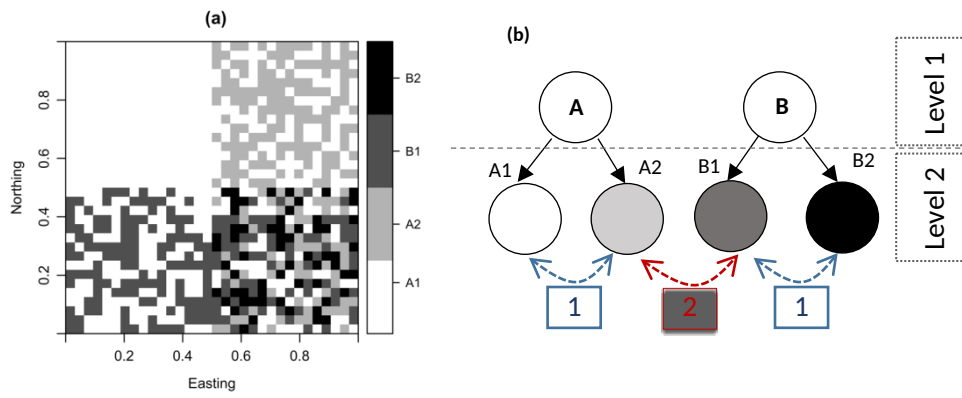 (a)
0.8
0.6
0.4
0.2
Northing
0.2
0.4
0.6
0.8
Easting
B2
B1
A2
A1
(b)
A
B
Level 1
A1
A2
B1
B2
Level 2
1
2
1